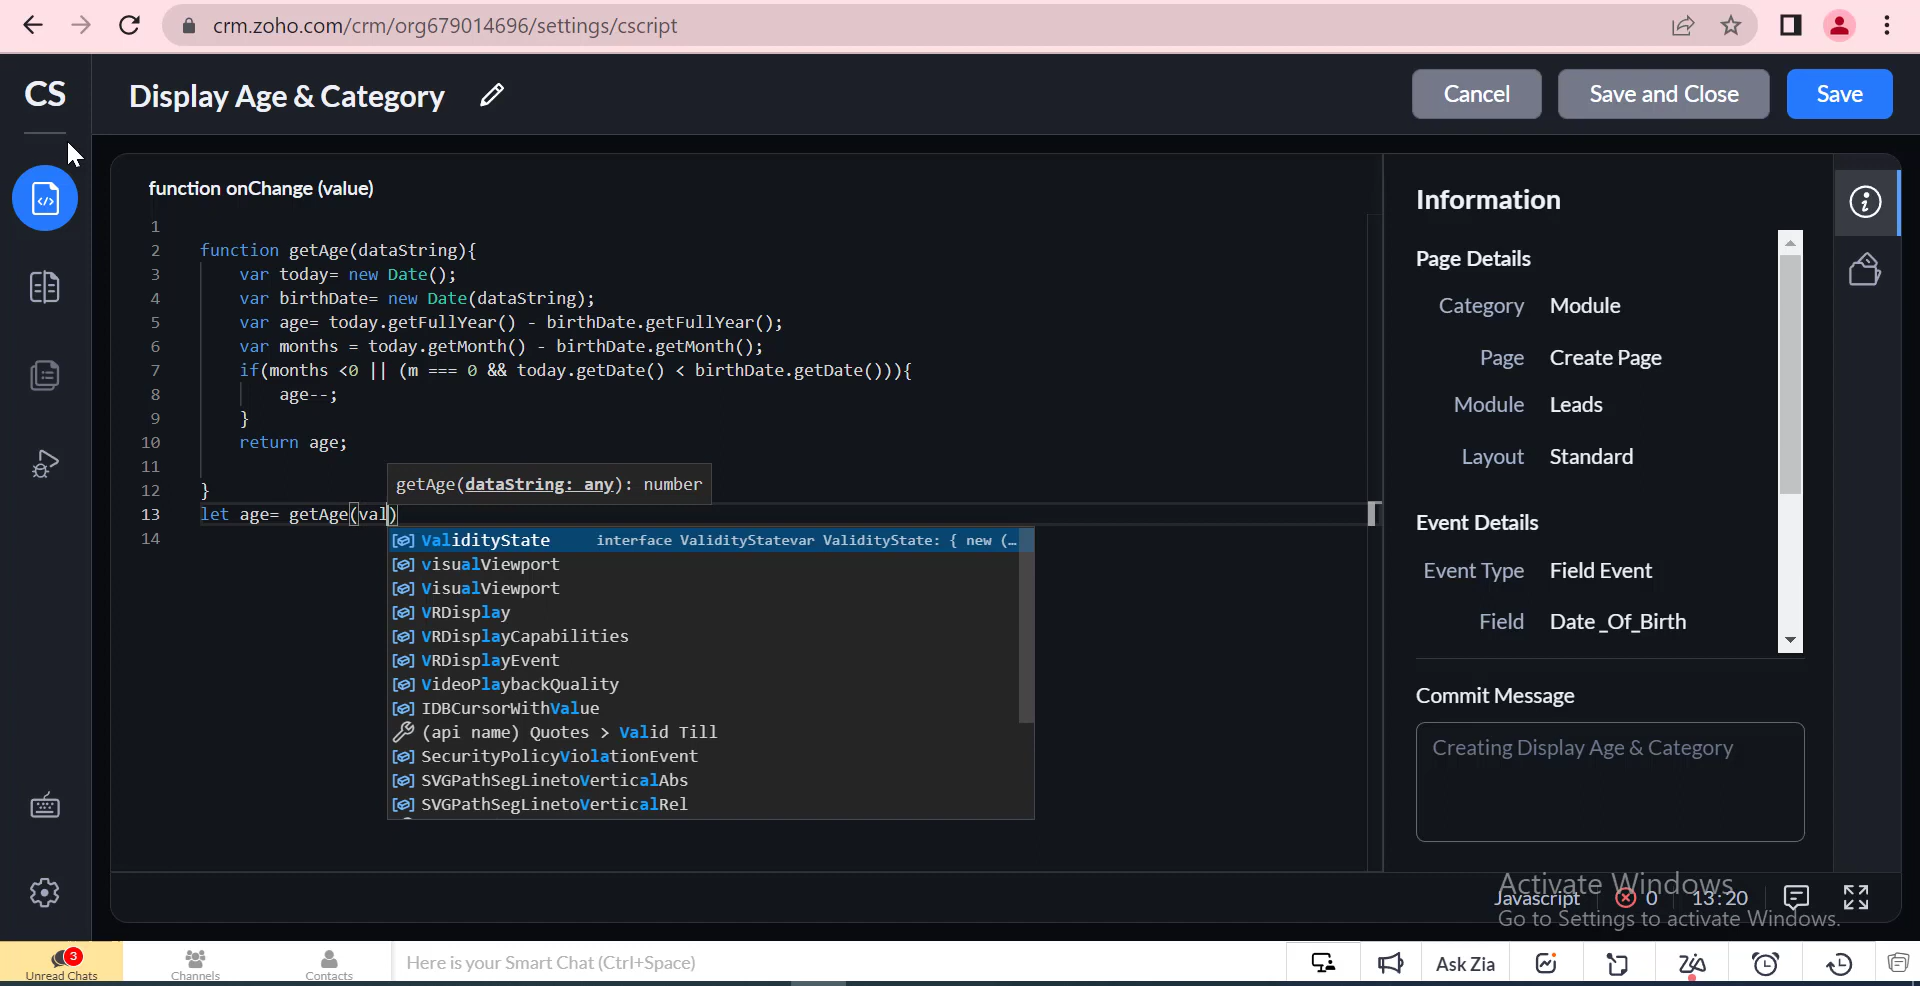 crm.zoho.com/crm/org679014696/settings/cscript
CS
Display Age & Category
Cancel
Save and Close
Save
function onChange (value)
1
2 function getAge(dataString){
3 var today= new Date();
4 var birthDate= new Date(dataString);
5 var age= today.getFullYear() - birthDate.getFullYear();
6 var months = today.getMonth() - birthDate.getMonth();
7 if(months <0 || (m === 0 && today.getDate() < birthDate.getDate())){
8 age--;
9 }
10 return age;
11
12 }
getAge(dataString: any): number
13 let age= getAge(val)
14
ValidityState interface ValidityStatevar ValidityState: { new (…
visualViewport
VisualViewport
VRDisplay
VRDisplayCapabilities
VRDisplayEvent
VideoPlaybackQuality
IDBCursorWithValue
(api name) Quotes > Valid Till
SecurityPolicyViolationEvent
SVGPathSegLinetoVerticalAbs
SVGPathSegLinetoVerticalRel
Information
Page Details
Category Module
Page Create Page
Module Leads
Layout Standard
Event Details
Event Type Field Event
Field Date _Of_Birth
Commit Message
Creating Display Age & Category
Activate Windows
Javascript 0 13:20
Go to Settings to activate Windows.
3
Unread Chats
Channels
Contacts
Here is your Smart Chat (Ctrl+Space)
Ask Zia